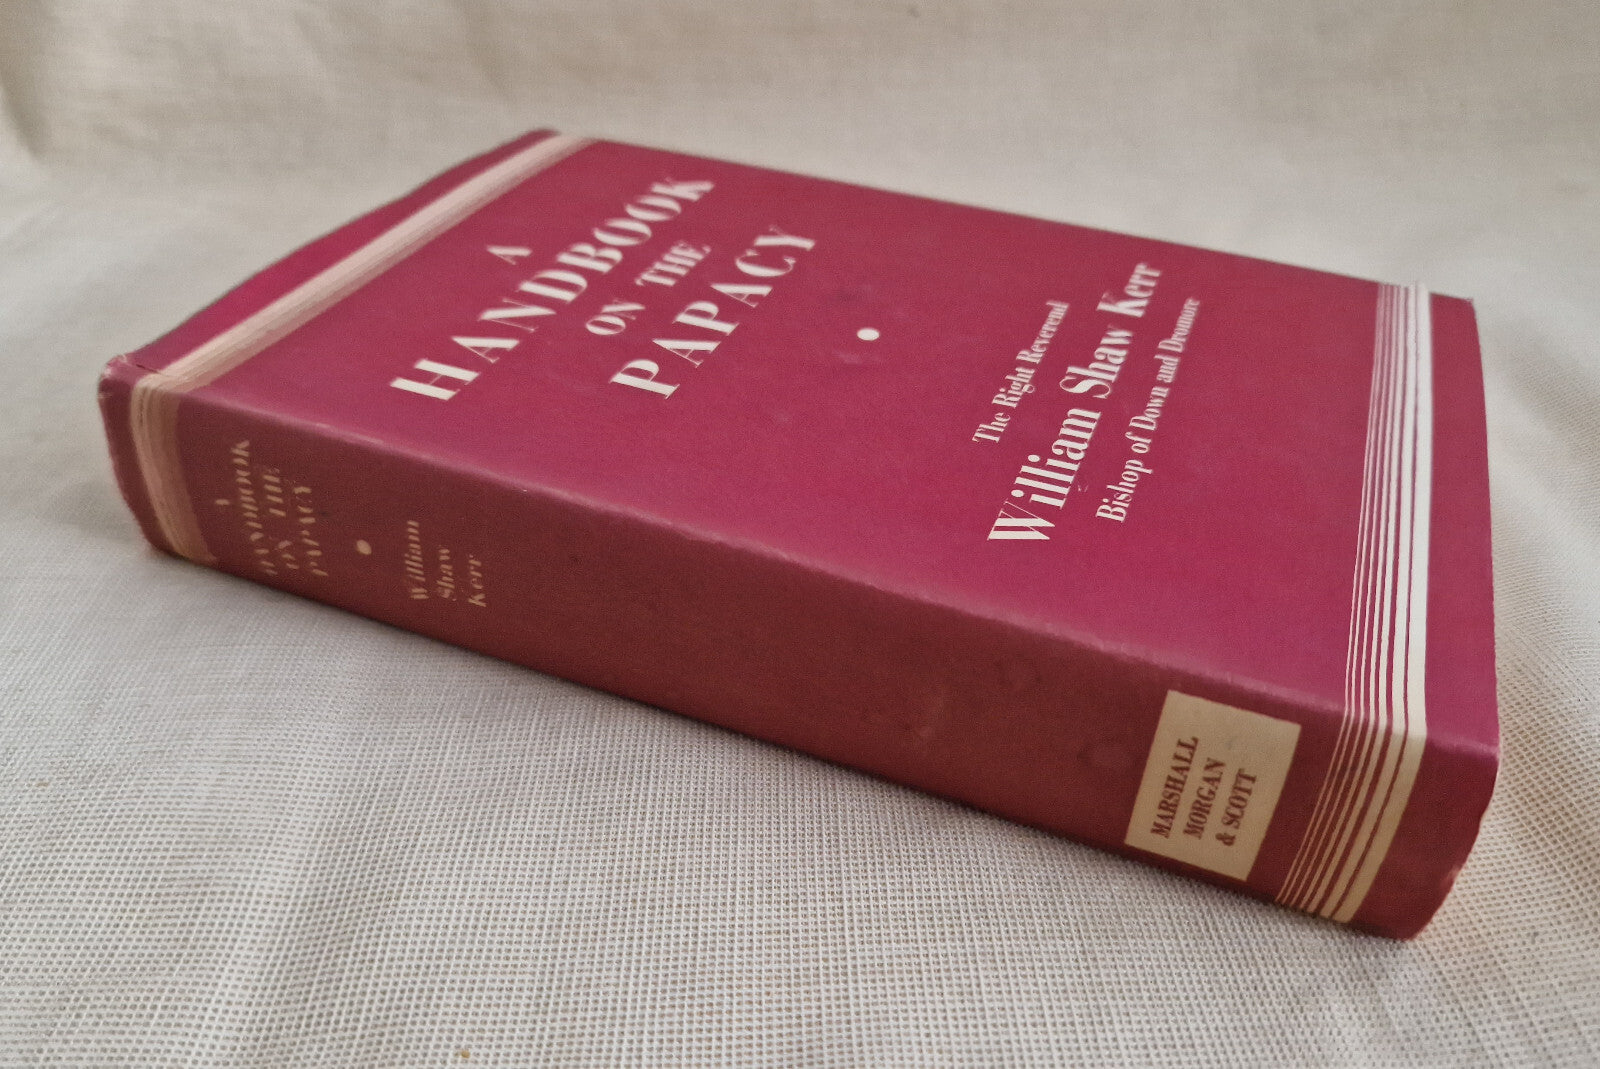 A
HANDBOOK
ON THE
PAPACY
The Right Reverend
William Shaw Kerr
Bishop of Down and Dromore
A
HANDBOOK
ON THE
PAPACY
William
Shaw
Kerr
MARSHALL
MORGAN
& SCOTT